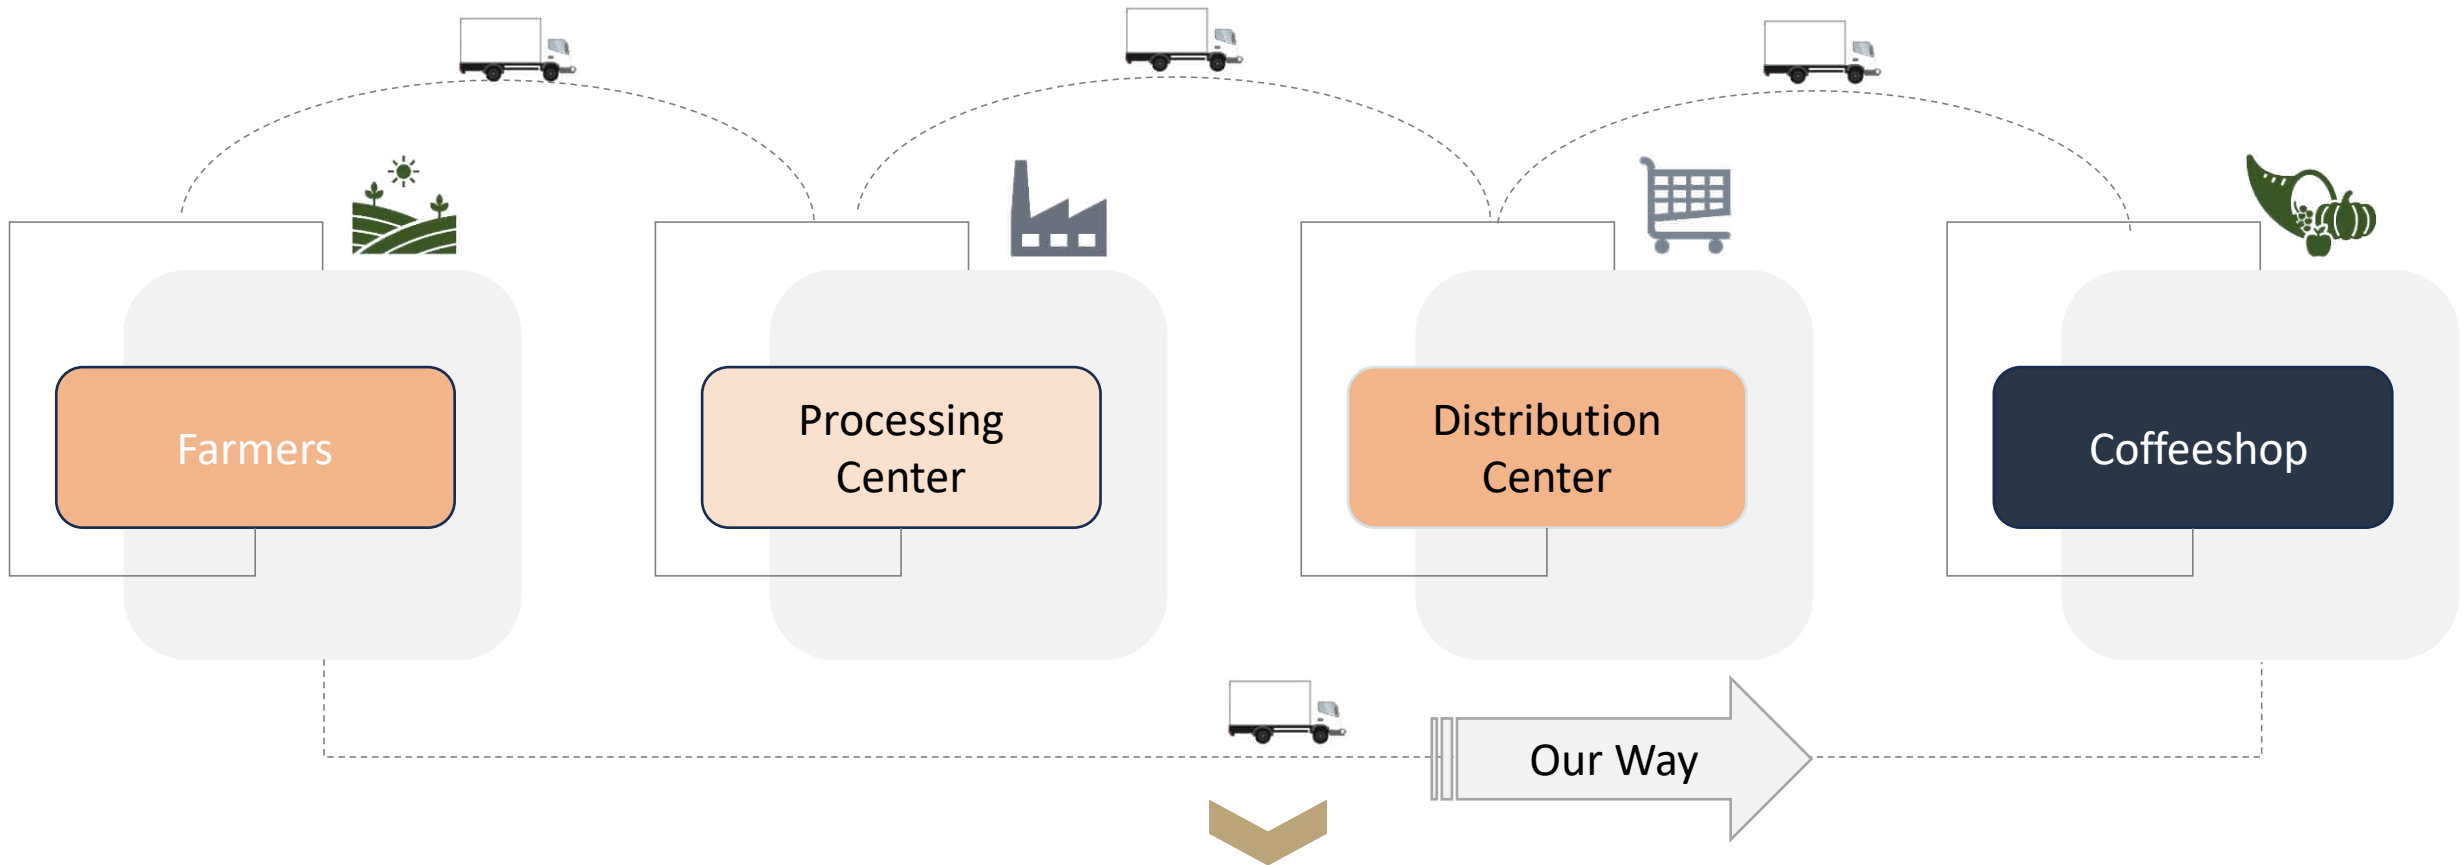 Farmers
Processing
Center
Distribution
Center
Coffeeshop
Our Way